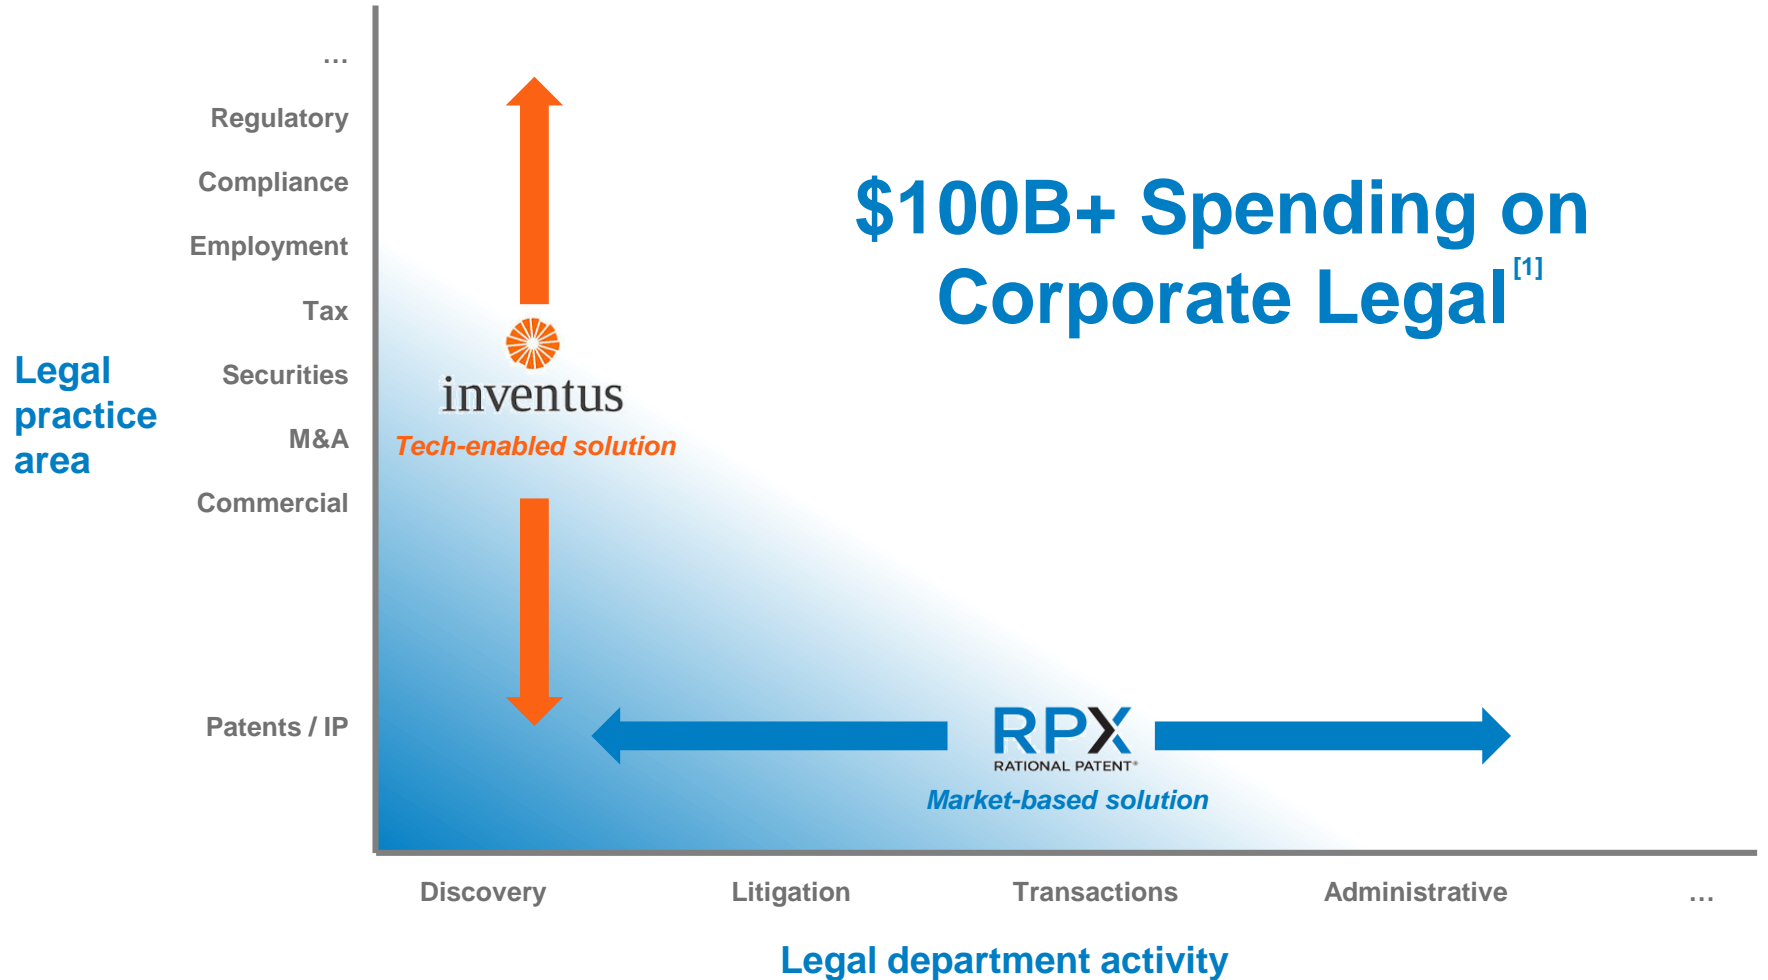 …
Regulatory
Compliance
Employment
Tax
Securities
M&A
Commercial
Patents / IP
Legal
practice
area
$100B+ Spending on
Corporate Legal[1]
inventus
Tech-enabled solution
RPX
RATIONAL PATENT®
Market-based solution
Discovery
Litigation
Transactions
Administrative
…
Legal department activity